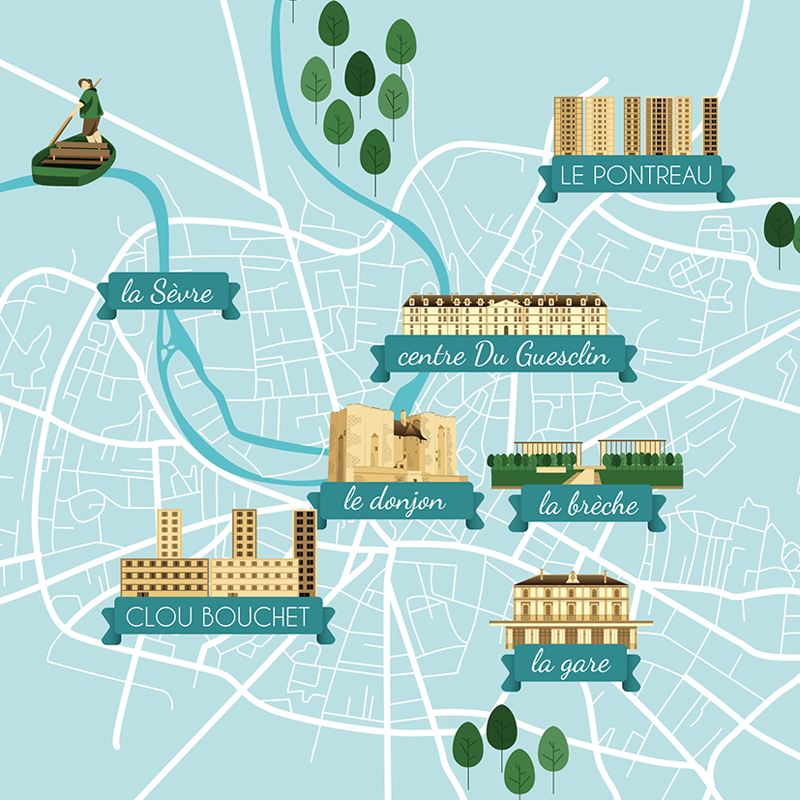 LE PONTREAU
la Sèvre
centre Du Guesclin
le donjon
la brèche
CLOU BOUCHET
la gare